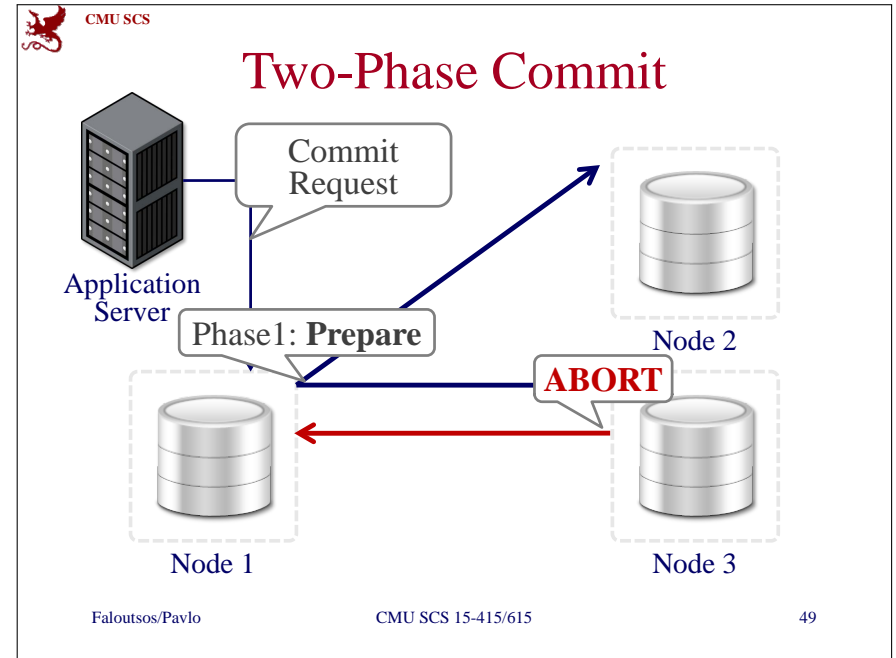 CMU SCS
Two-Phase Commit
Commit
Request
Application
Server
Phase1: Prepare
Node 2
ABORT
Node 1
Node 3
Faloutsos/Pavlo
CMU SCS 15-415/615
49